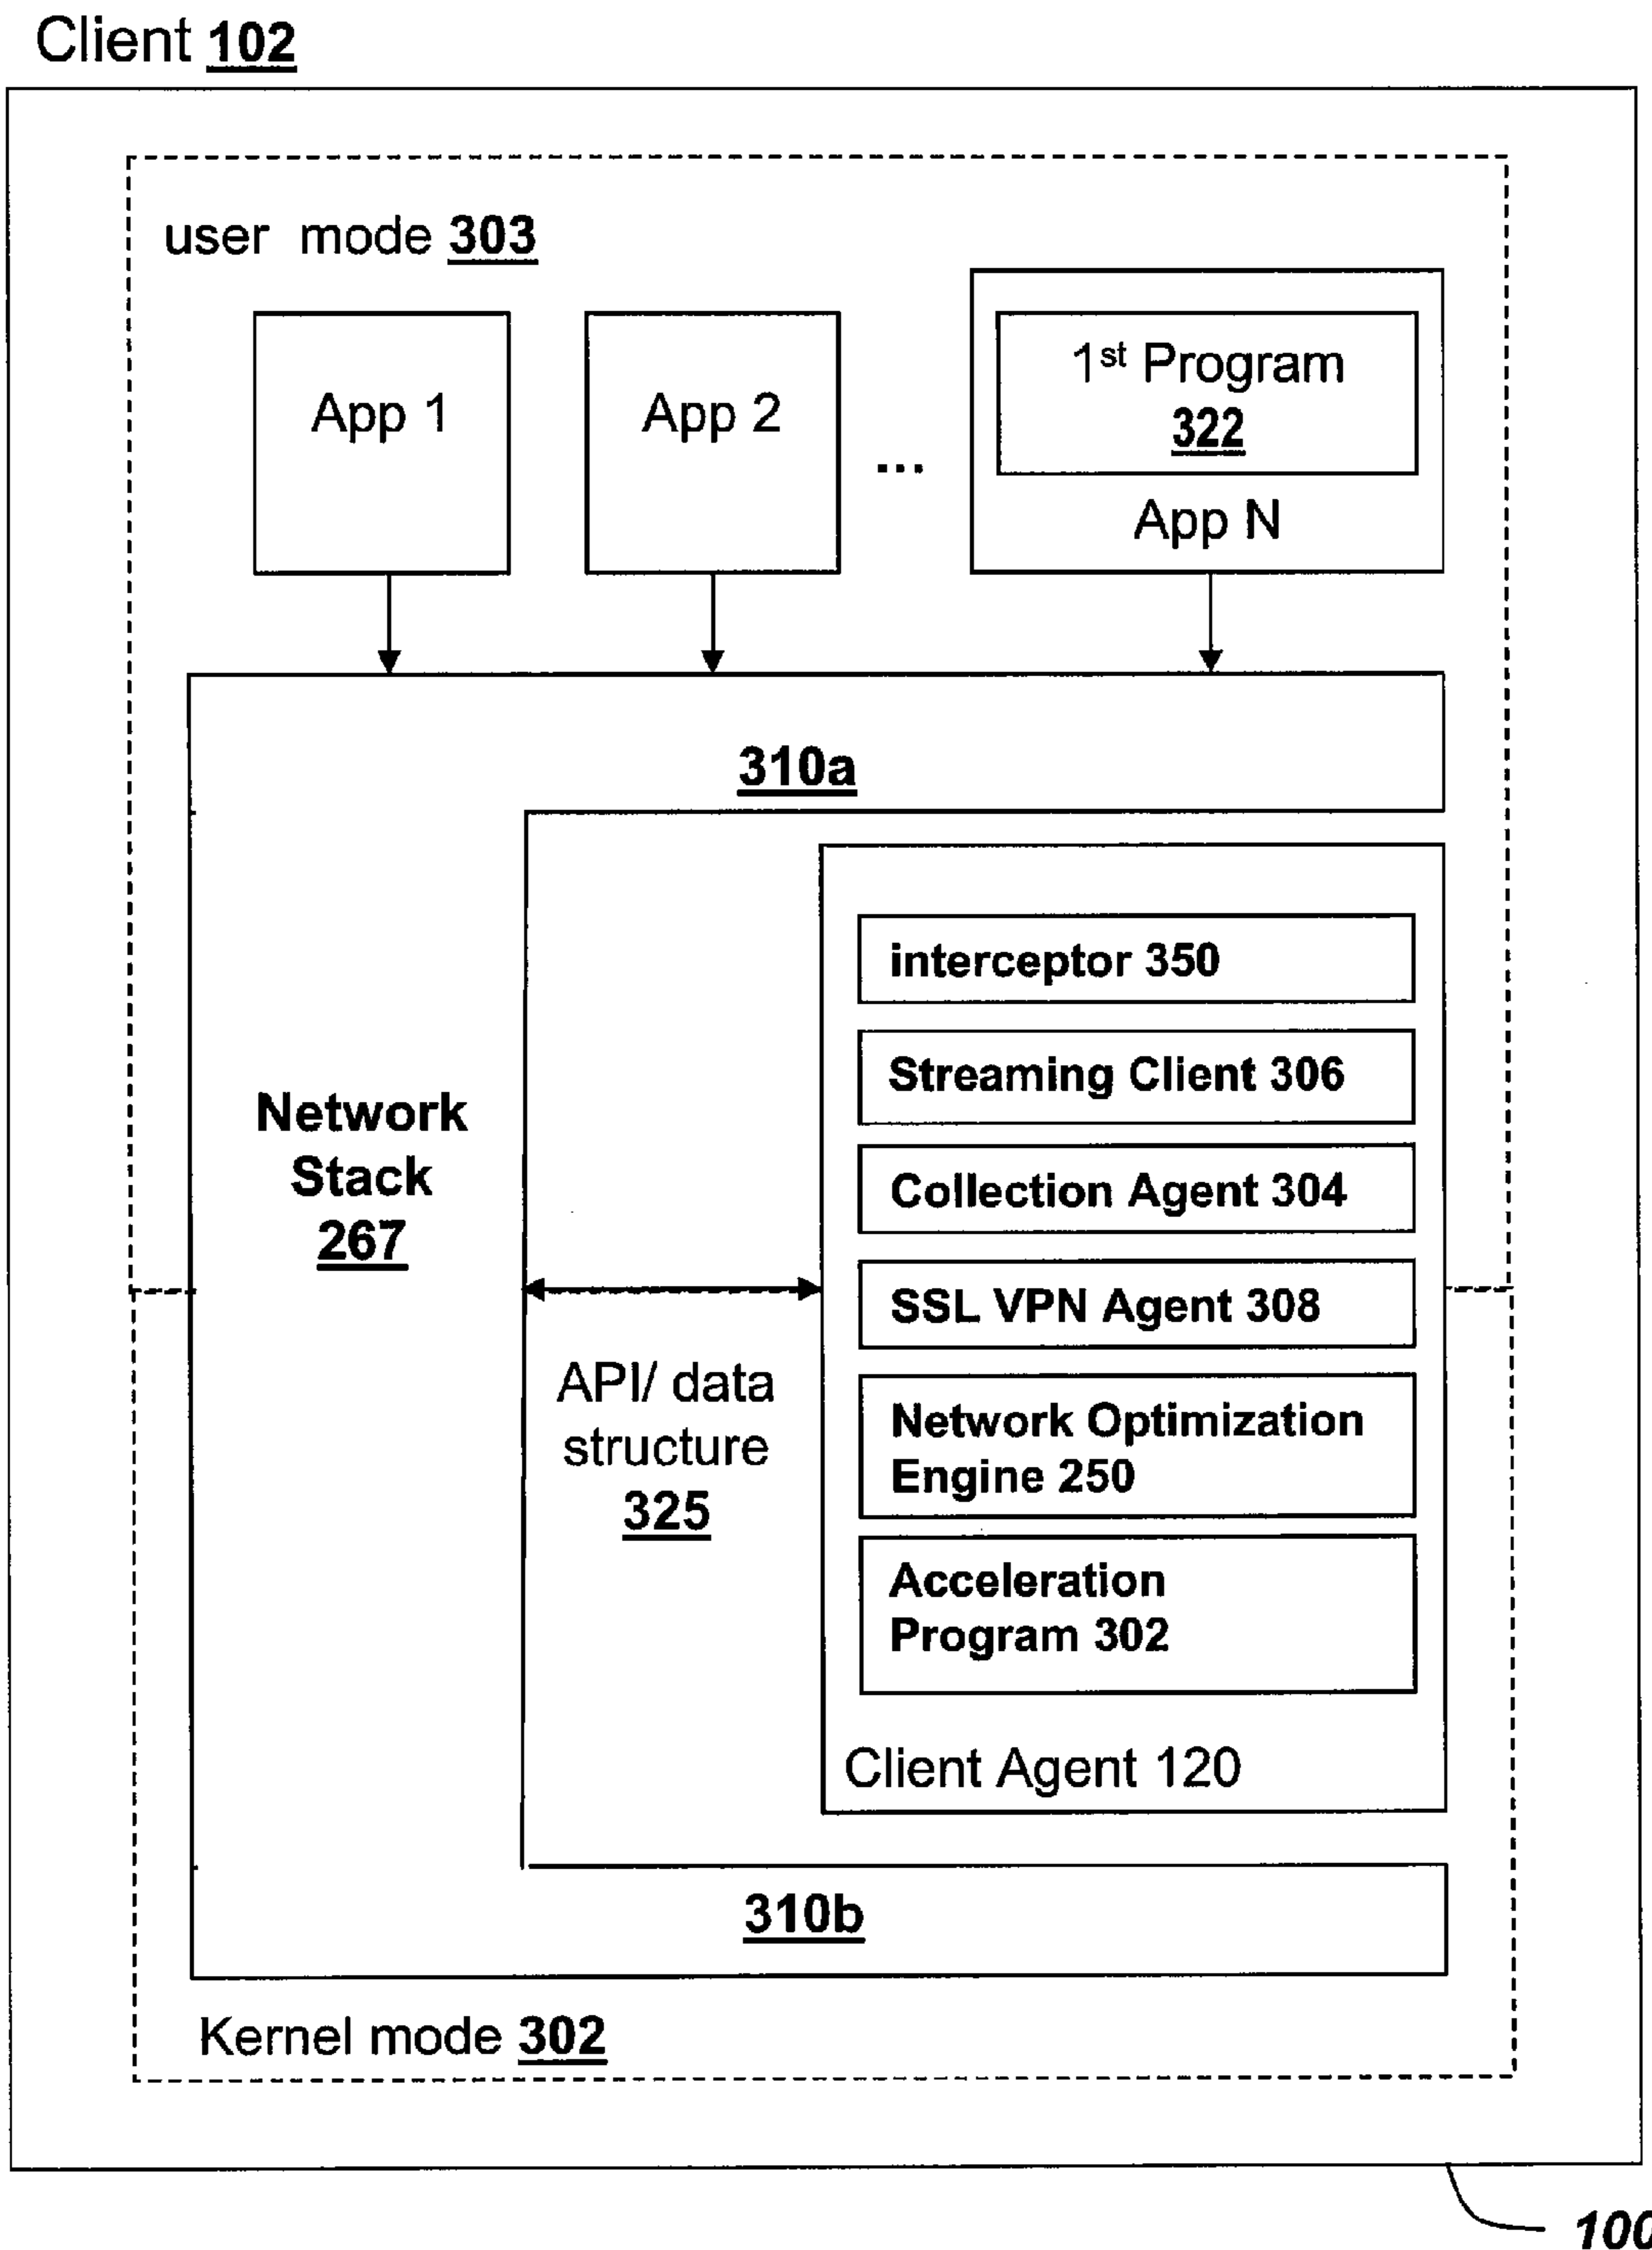 Client 102
user mode 303
App 1
App 2
...
1st Program
322
App N
310a
Network
Stack
267
API/ data
structure
325
interceptor 350
Streaming Client 306
Collection Agent 304
SSL VPN Agent 308
Network Optimization
Engine 250
Acceleration
Program 302
Client Agent 120
310b
Kernel mode 302
100